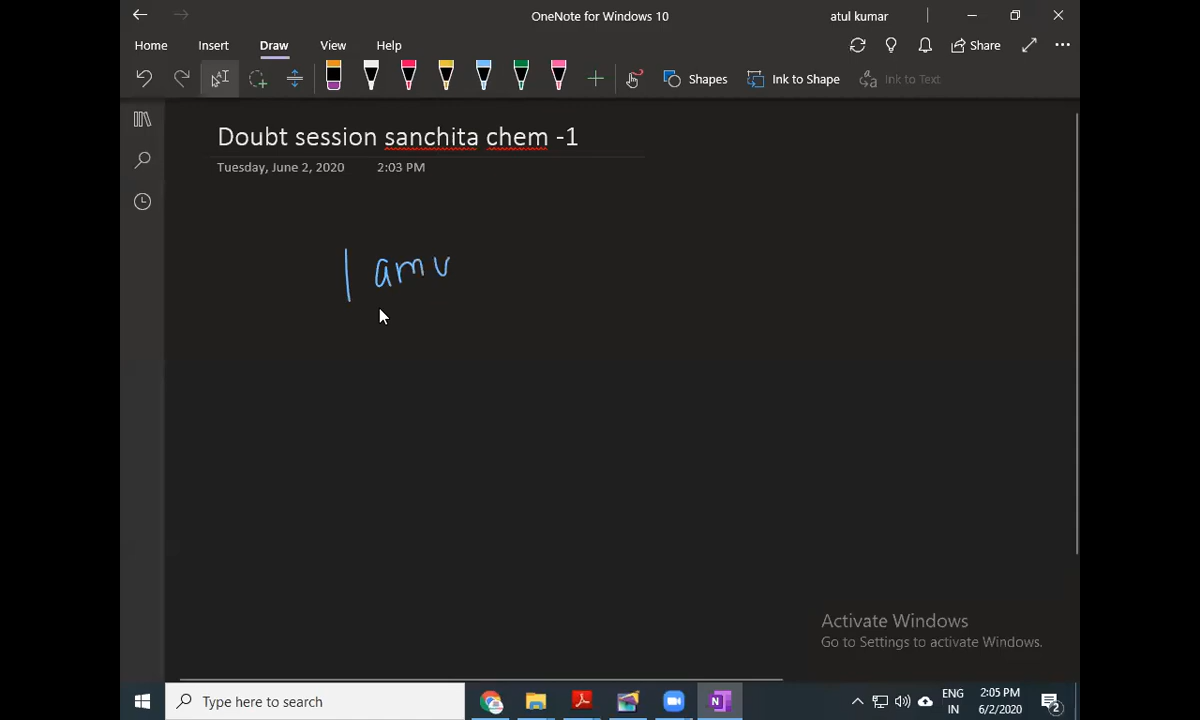 OneNote for Windows 10 atul kumar
Home Insert Draw View Help Share
Shapes Ink to Shape Ink to Text
Doubt session sanchita chem -1
Tuesday, June 2, 2020 2:03 PM
1 amu
Activate Windows
Go to Settings to activate Windows.
Type here to search
ENG 2:05 PM
IN 6/2/2020 2